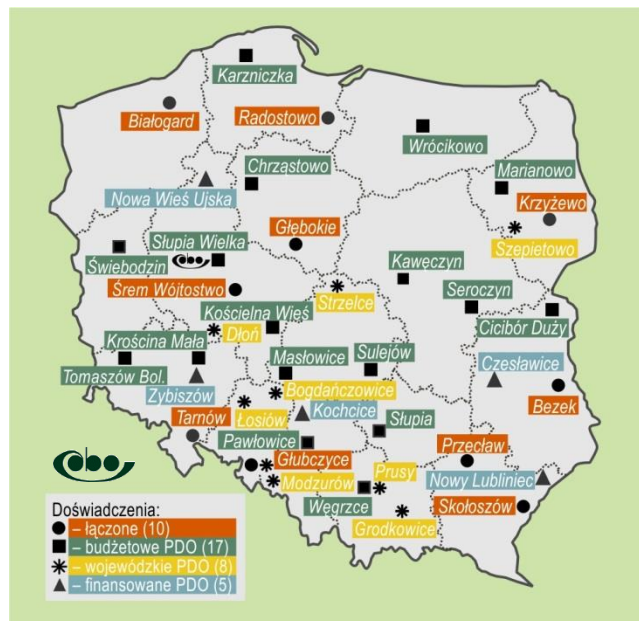 Karzniczka
Białogard
Radostowo
Wrócikowo
Chrząstowo
Marianowo
Nowa Wieś Ujska
Krzyżewo
Głębokie
Szepietowo
Słupia Wielka
Świebodzin
Kawęczyn
Śrem Wójtostwo
Strzelce
Seroczyn
Kościelna Więś
Cicibór Duży
Dłoń
Krościna Mała
Sulejów
Masłowice
Czesławice
Tomaszów Bol.
Zybiszów
Bogdańczowice
Bezek
Kochcice
Tarnów
Łosiów
Słupia
Pawłowice
Przecław
Głubczyce
Prusy
Nowy Lubliniec
Modzurów
Węgrzce
Skołoszów
Grodkowice
cbo
Doświadczenia:
– łączone (10)
– budżetowe PDO (17)
– wojewódzkie PDO (8)
– finansowane PDO (5)